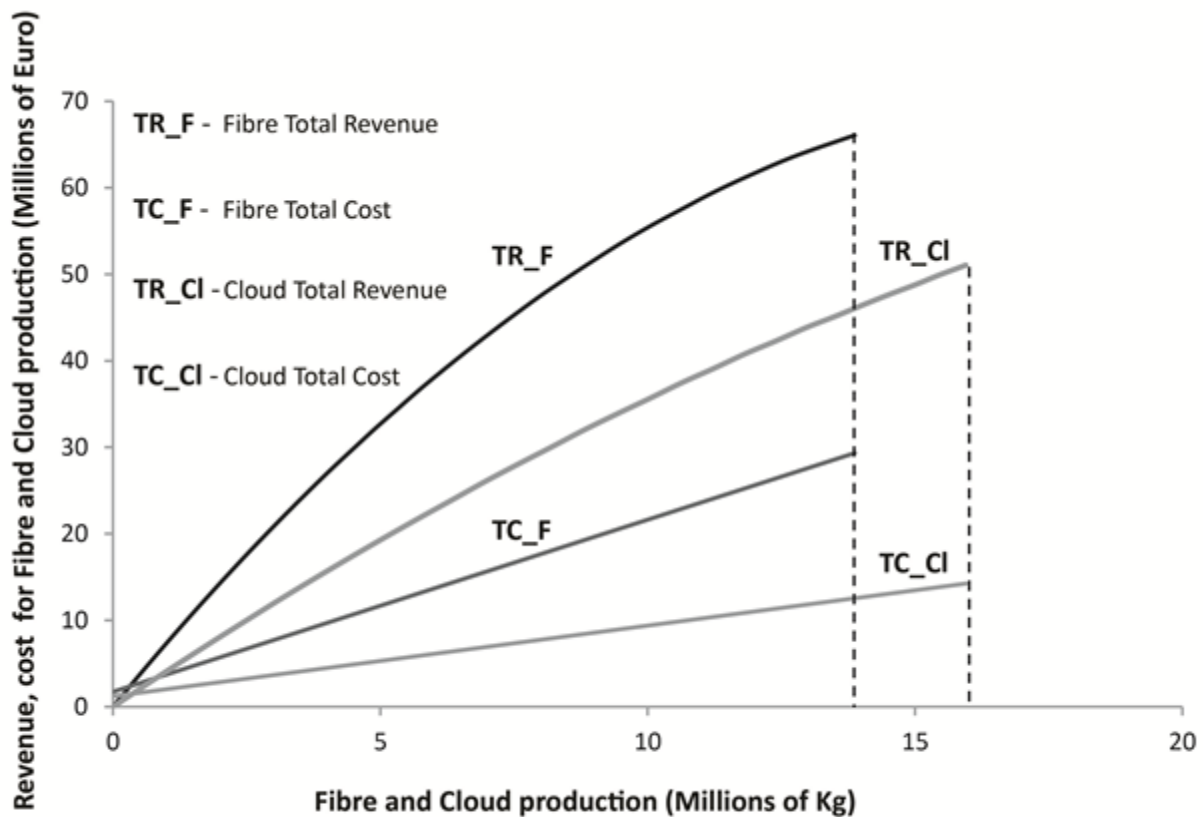 Revenue, cost for Fibre and Cloud production (Millions of Euro)
70
60
50
40
30
20
10
0
TR_F - Fibre Total Revenue
TC_F - Fibre Total Cost
TR_Cl - Cloud Total Revenue
TC_Cl - Cloud Total Cost
TR_F
TR_Cl
TC_F
TC_Cl
0
5
10
15
20
Fibre and Cloud production (Millions of Kg)